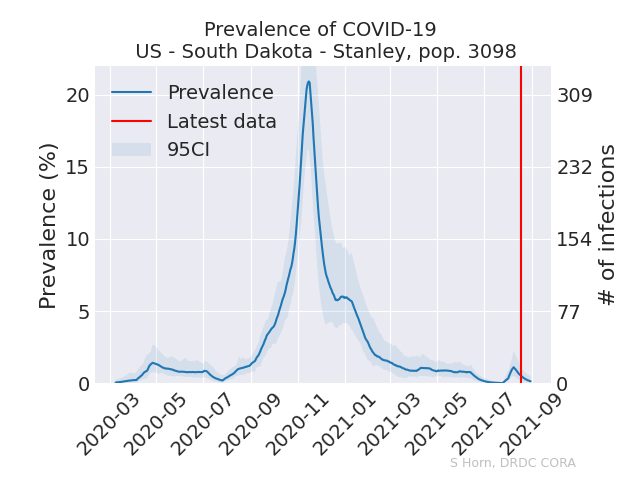 Prevalence of COVID-19
US - South Dakota - Stanley, pop. 3098
Prevalence
Latest data
95CI
Prevalence (%)
20
15
10
5
0
309
232
154
77
0
# of infections
2020-03
2020-05
2020-07
2020-09
2020-11
2021-01
2021-03
2021-05
2021-07
2021-09
S Horn, DRDC CORA